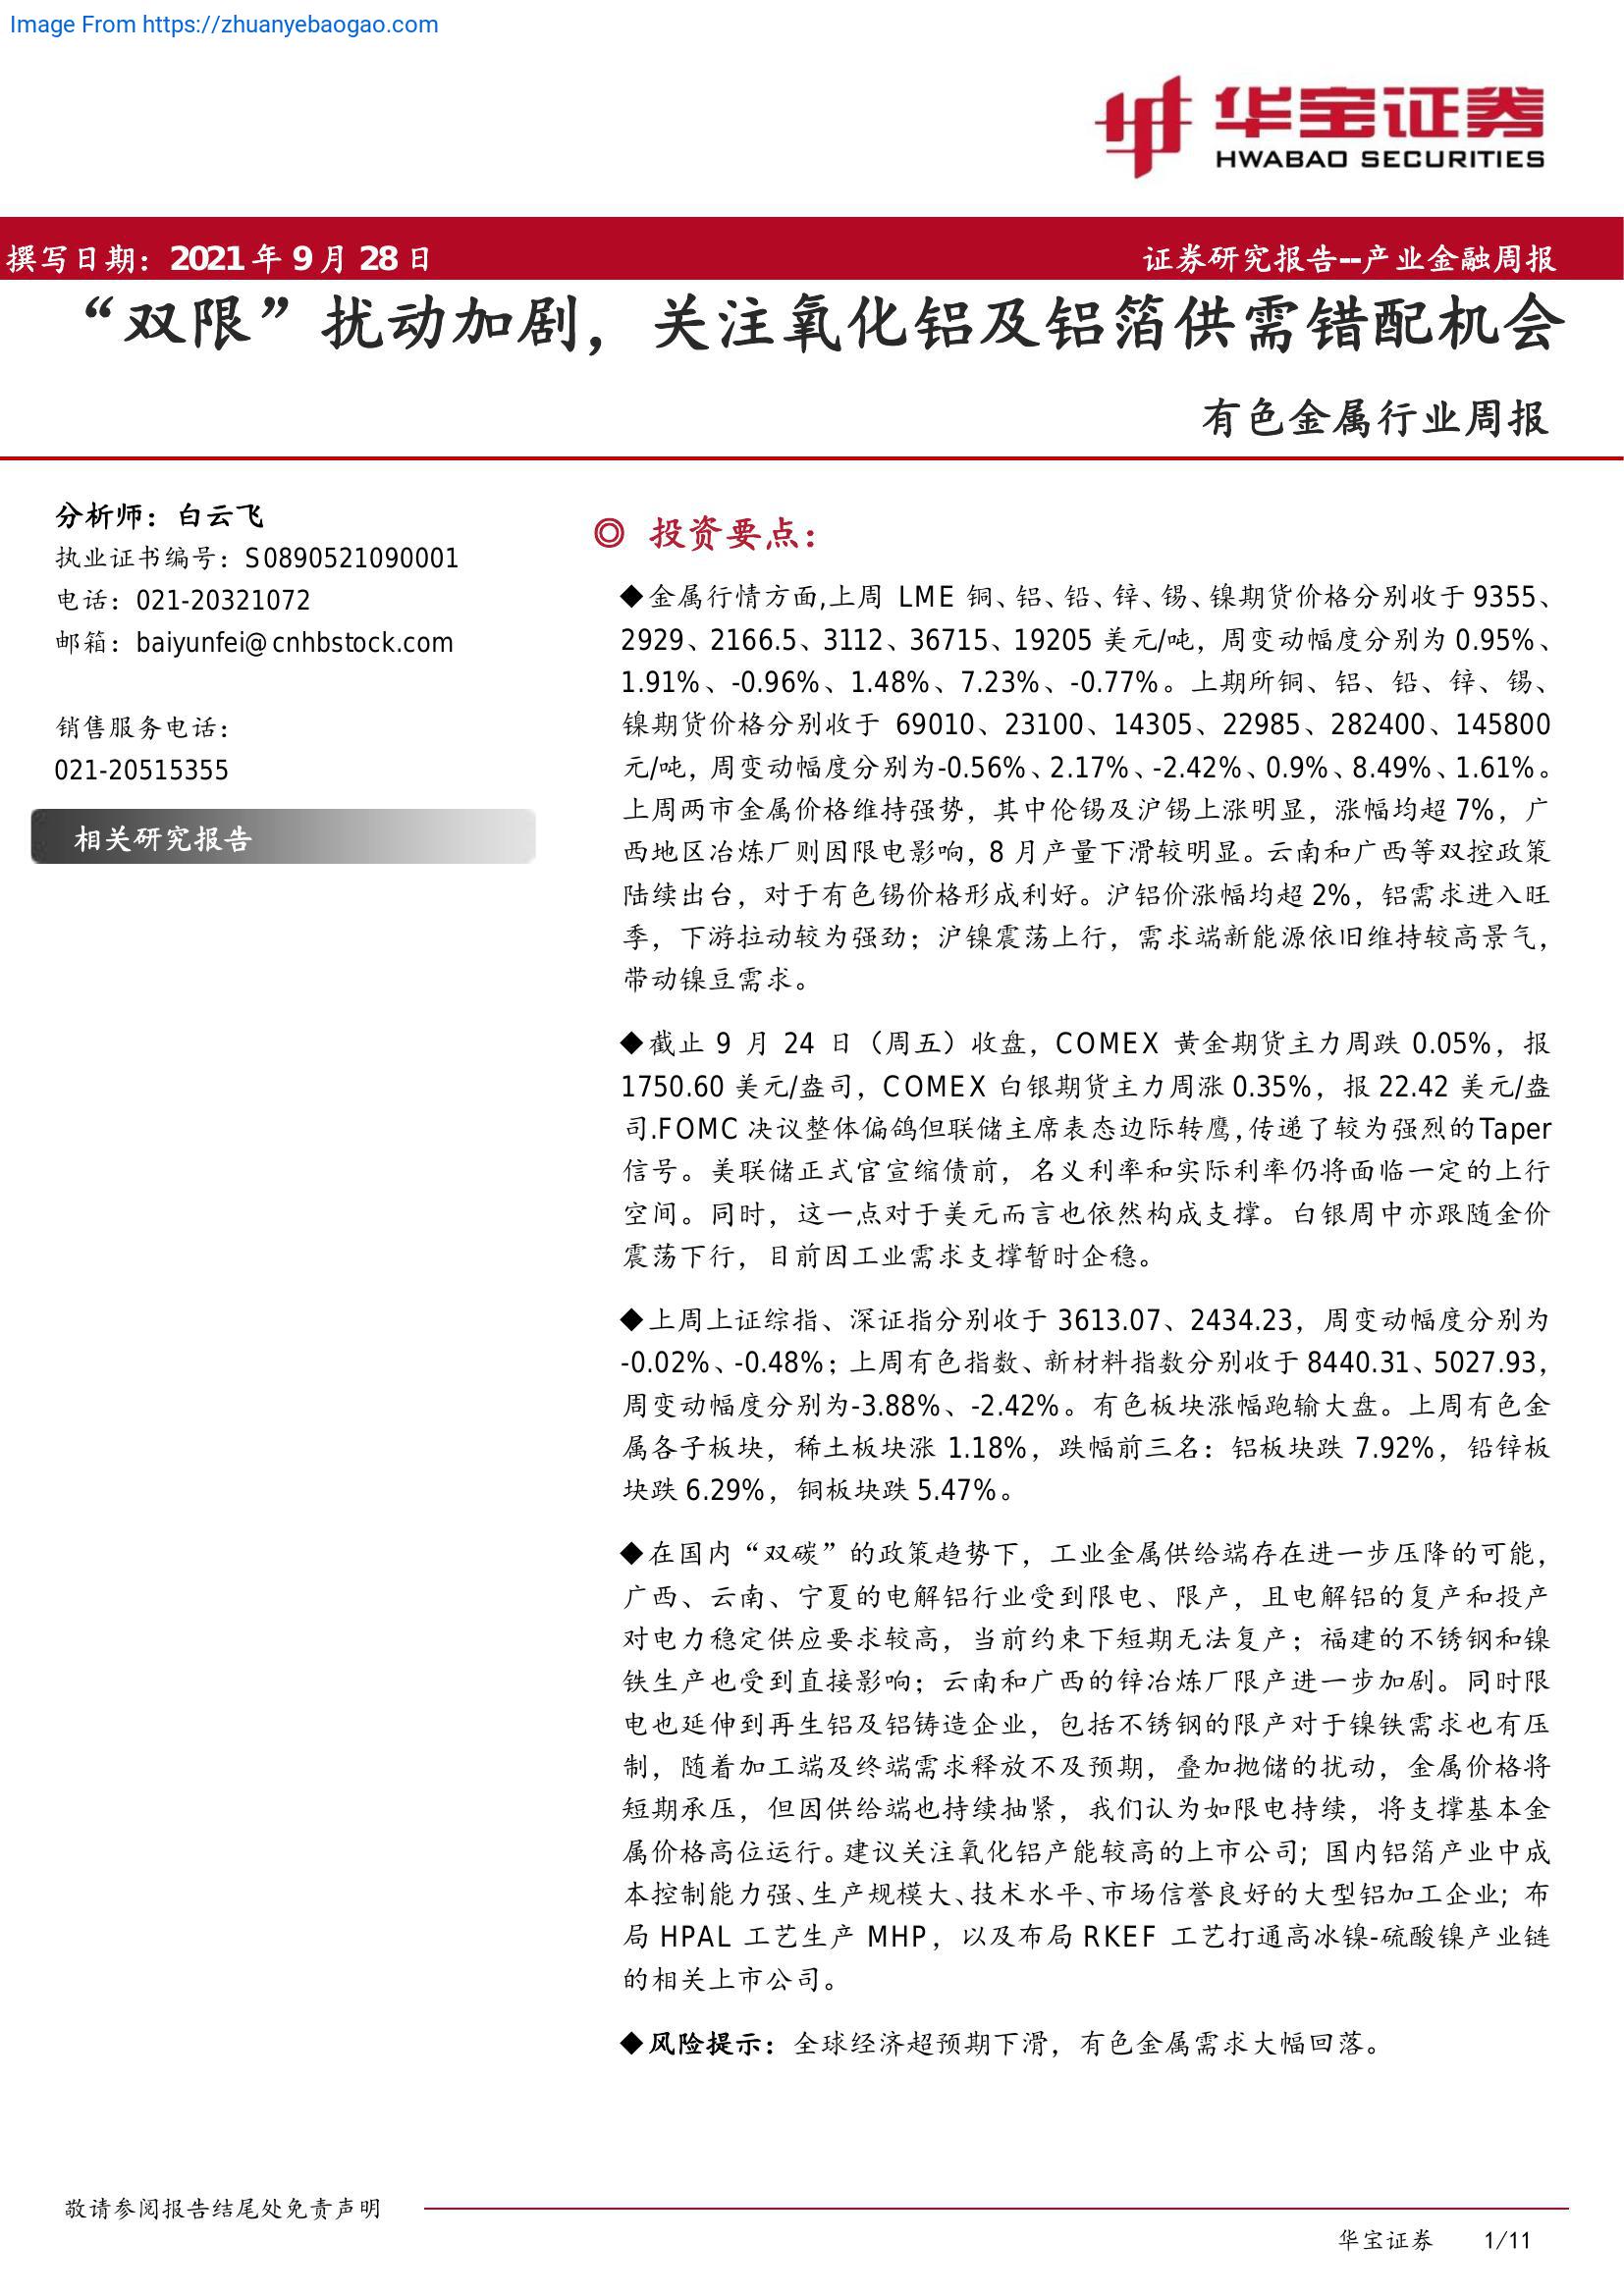 Image From https://zhuanyebaogao.com
华宝证券
HWABAO SECURITIES
撰写日期：2021 年 9 月 28 日
证券研究报告--产业金融周报
“双限”扰动加剧，关注氧化铝及铝箔供需错配机会
有色金属行业周报
分析师：白云飞
执业证书编号：S0890521090001
电话：021-20321072
邮箱：baiyunfei@cnhbstock.com
销售服务电话：
021-20515355
相关研究报告
◎ 投资要点：
◆金属行情方面,上周 LME 铜、铝、铅、锌、锡、镍期货价格分别收于 9355、
2929、2166.5、3112、36715、19205 美元/吨，周变动幅度分别为 0.95%、
1.91%、-0.96%、1.48%、7.23%、-0.77%。上期所铜、铝、铅、锌、锡、
镍期货价格分别收于 69010、23100、14305、22985、282400、145800
元/吨，周变动幅度分别为-0.56%、2.17%、-2.42%、0.9%、8.49%、1.61%。
上周两市金属价格维持强势，其中伦锡及沪锡上涨明显，涨幅均超 7%，广
西地区冶炼厂则因限电影响，8 月产量下滑较明显。云南和广西等双控政策
陆续出台，对于有色锡价格形成利好。沪铝价涨幅均超 2%，铝需求进入旺
季，下游拉动较为强劲；沪镍震荡上行，需求端新能源依旧维持较高景气，
带动镍豆需求。
◆截止 9 月 24 日（周五）收盘，COMEX 黄金期货主力周跌 0.05%，报
1750.60 美元/盎司，COMEX 白银期货主力周涨 0.35%，报 22.42 美元/盎
司.FOMC 决议整体偏鸽但联储主席表态边际转鹰,传递了较为强烈的Taper
信号。美联储正式官宣缩债前，名义利率和实际利率仍将面临一定的上行
空间。同时，这一点对于美元而言也依然构成支撑。白银周中亦跟随金价
震荡下行，目前因工业需求支撑暂时企稳。
◆上周上证综指、深证指分别收于 3613.07、2434.23，周变动幅度分别为
-0.02%、-0.48%；上周有色指数、新材料指数分别收于 8440.31、5027.93，
周变动幅度分别为-3.88%、-2.42%。有色板块涨幅跑输大盘。上周有色金
属各子板块，稀土板块涨 1.18%，跌幅前三名：铝板块跌 7.92%，铅锌板
块跌 6.29%，铜板块跌 5.47%。
◆在国内“双碳”的政策趋势下，工业金属供给端存在进一步压降的可能，
广西、云南、宁夏的电解铝行业受到限电、限产，且电解铝的复产和投产
对电力稳定供应要求较高，当前约束下短期无法复产；福建的不锈钢和镍
铁生产也受到直接影响；云南和广西的锌冶炼厂限产进一步加剧。同时限
电也延伸到再生铝及铝铸造企业，包括不锈钢的限产对于镍铁需求也有压
制，随着加工端及终端需求释放不及预期，叠加抛储的扰动，金属价格将
短期承压，但因供给端也持续抽紧，我们认为如限电持续，将支撑基本金
属价格高位运行。建议关注氧化铝产能较高的上市公司；国内铝箔产业中成
本控制能力强、生产规模大、技术水平、市场信誉良好的大型铝加工企业；布
局 HPAL 工艺生产 MHP，以及布局 RKEF 工艺打通高冰镍-硫酸镍产业链
的相关上市公司。
◆风险提示：全球经济超预期下滑，有色金属需求大幅回落。
敬请参阅报告结尾处免责声明
华宝证券 1/11